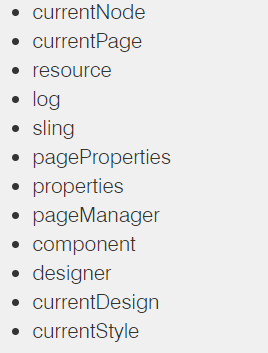 currentNode
currentPage
resource
log
sling
pageProperties
properties
pageManager
component
designer
currentDesign
currentStyle